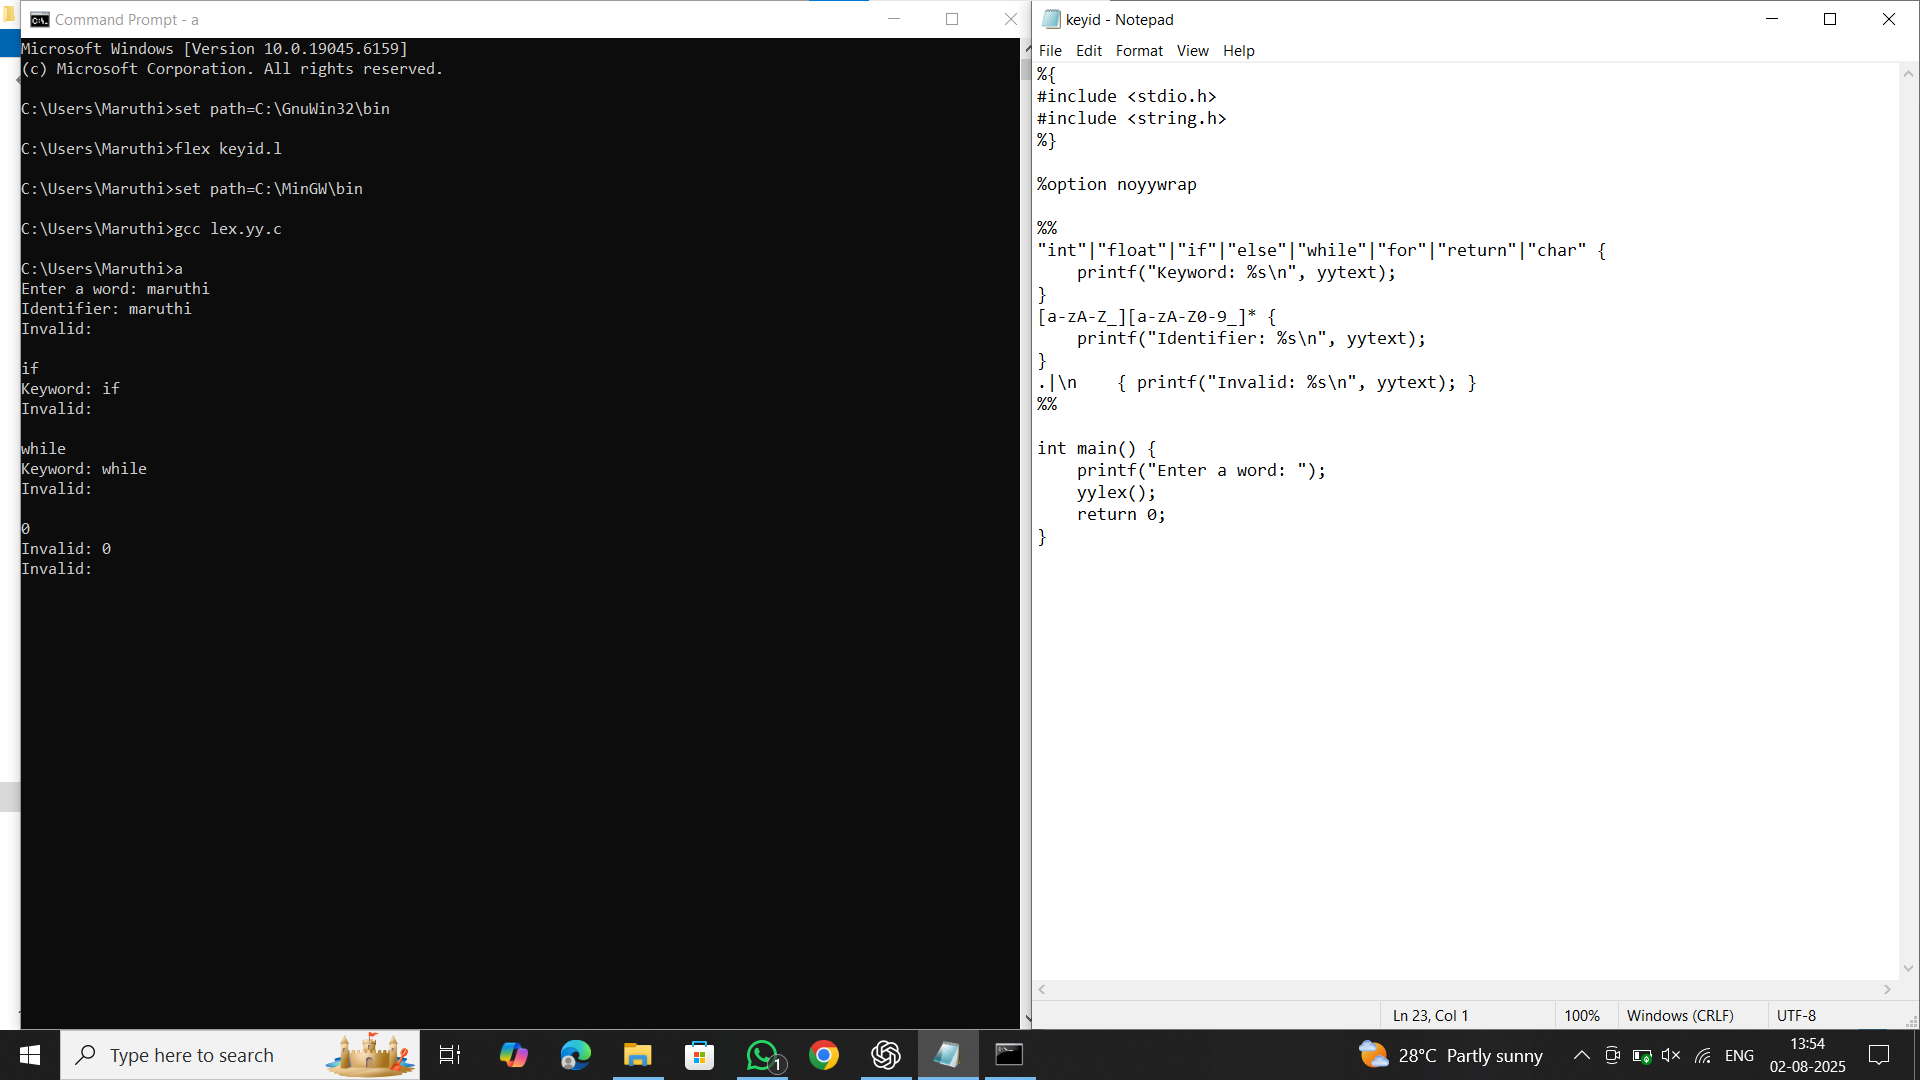 Command Prompt - a
Microsoft Windows [Version 10.0.19045.6159]
(c) Microsoft Corporation. All rights reserved.
C:\Users\Maruthi>set path=C:\GnuWin32\bin
C:\Users\Maruthi>flex keyid.l
C:\Users\Maruthi>set path=C:\MinGW\bin
C:\Users\Maruthi>gcc lex.yy.c
C:\Users\Maruthi>a
Enter a word: maruthi
Identifier: maruthi
Invalid:
if
Keyword: if
Invalid:
while
Keyword: while
Invalid:
0
Invalid: 0
Invalid:
keyid - Notepad
File Edit Format View Help
%{
#include <stdio.h>
#include <string.h>
%}
%option noyywrap
%%
"int"|"float"|"if"|"else"|"while"|"for"|"return"|"char" {
    printf("Keyword: %s\n", yytext);
}
[a-zA-Z_][a-zA-Z0-9_]* {
    printf("Identifier: %s\n", yytext);
}
.|\n    { printf("Invalid: %s\n", yytext); }
%%
int main() {
    printf("Enter a word: ");
    yylex();
    return 0;
}
Ln 23, Col 1 100% Windows (CRLF) UTF-8
Type here to search
1
28°C Partly sunny
ENG
13:54
02-08-2025